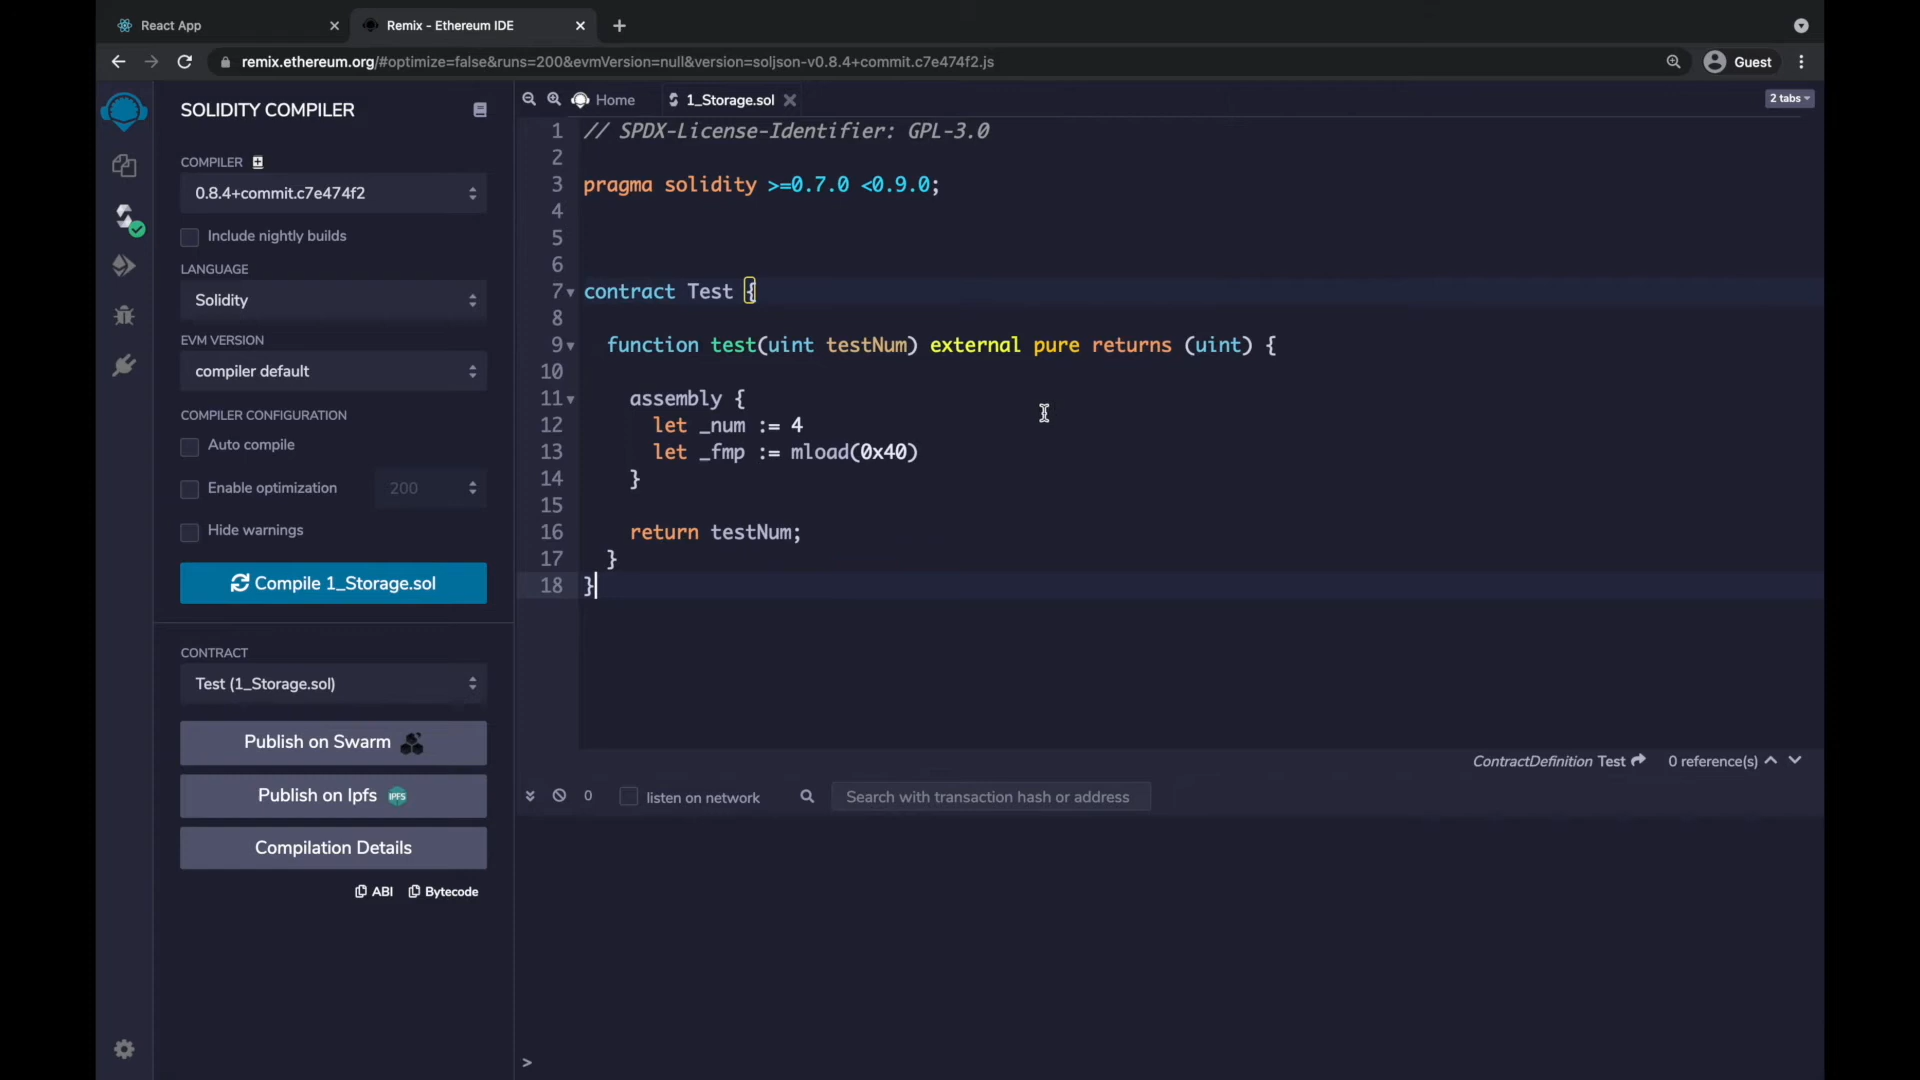 React App
Remix - Ethereum IDE
remix.ethereum.org/#optimize=false&runs=200&evmVersion=null&version=soljson-v0.8.4+commit.c7e474f2.js
Guest
SOLIDITY COMPILER
COMPILER
0.8.4+commit.c7e474f2
Include nightly builds
LANGUAGE
Solidity
EVM VERSION
compiler default
COMPILER CONFIGURATION
Auto compile
Enable optimization
200
Hide warnings
Compile 1_Storage.sol
CONTRACT
Test (1_Storage.sol)
Publish on Swarm
Publish on Ipfs
IPFS
Compilation Details
ABI
Bytecode
Home
1_Storage.sol
2 tabs
1 // SPDX-License-Identifier: GPL-3.0
2
3 pragma solidity >=0.7.0 <0.9.0;
4
5
6
7 contract Test {
8
9 function test(uint testNum) external pure returns (uint) {
10
11 assembly {
12 let _num := 4
13 let _fmp := mload(0x40)
14 }
15
16 return testNum;
17 }
18 }
ContractDefinition Test
0 reference(s)
0
listen on network
Search with transaction hash or address
>